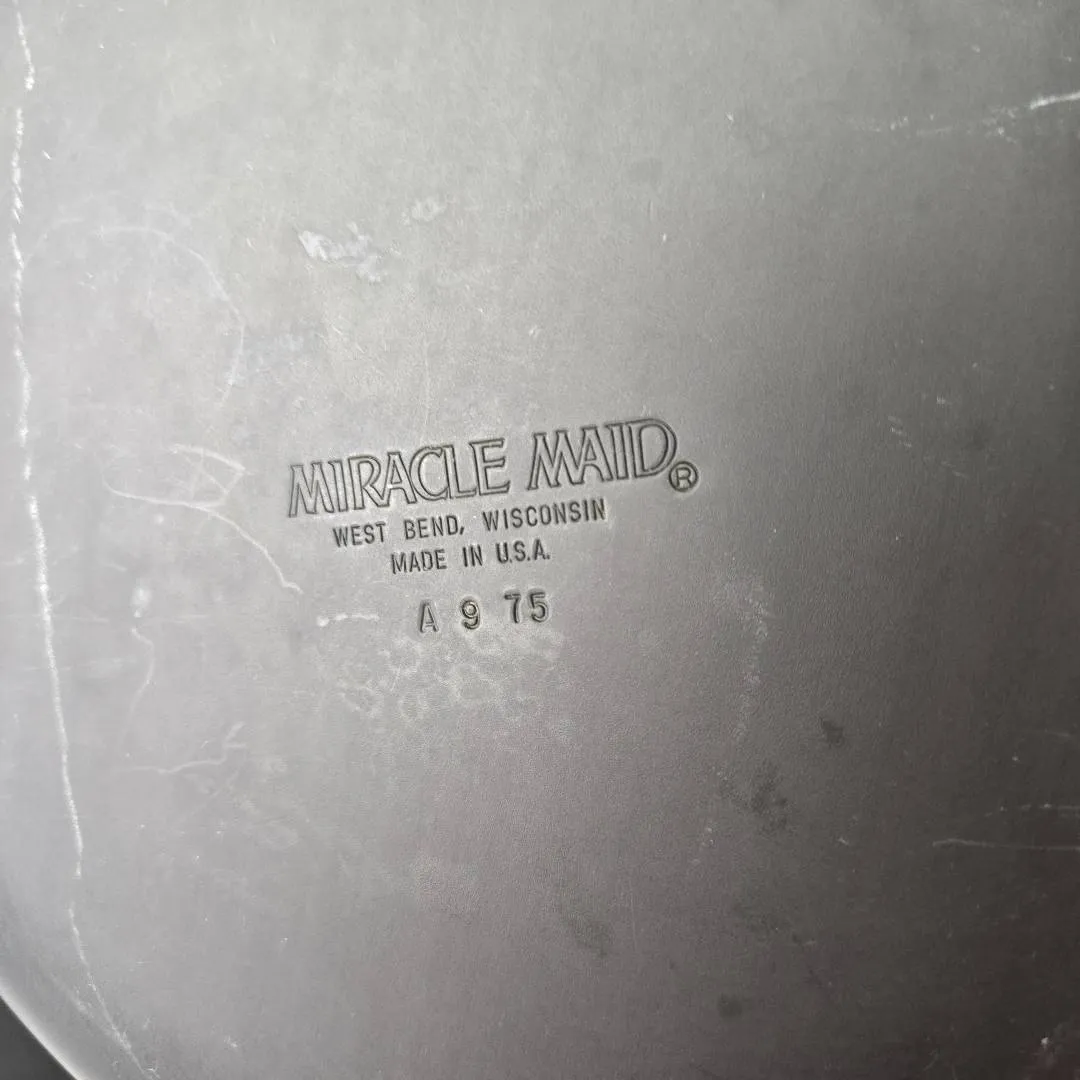 MIRACLE MAID®
WEST BEND, WISCONSIN
MADE IN U.S.A.
A 9 75